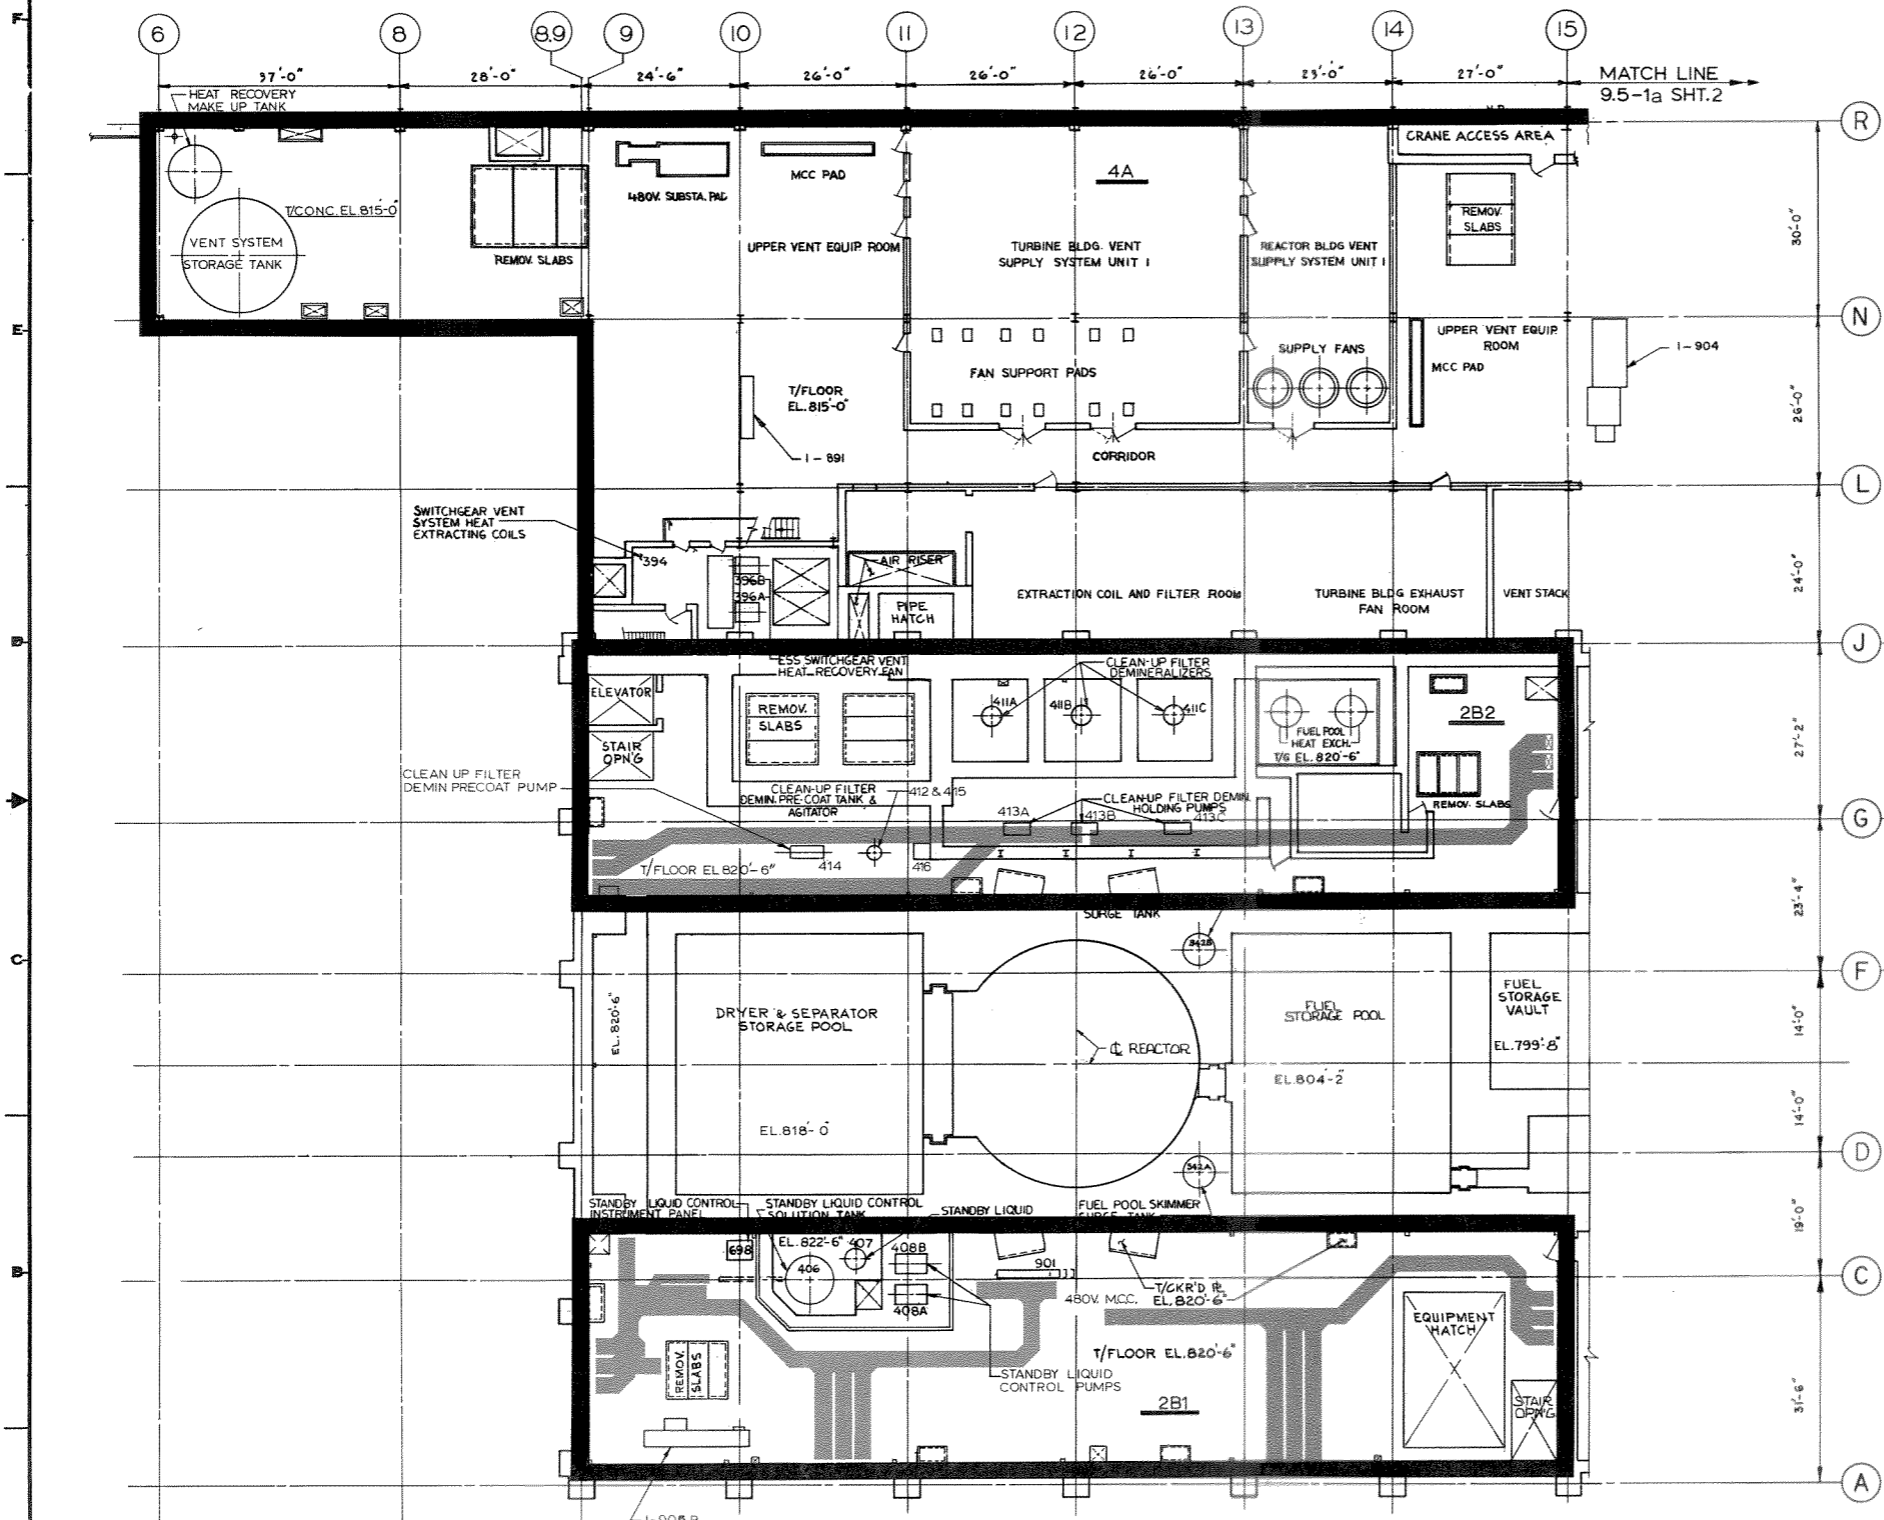 F
6
8
8.9
9
10
11
12
13
14
15
37'-0"
28'-0"
24'-6"
26'-0"
26'-0"
26'-0"
23'-0"
27'-0"
MATCH LINE
9.5-1a SHT.2
HEAT RECOVERY
MAKE UP TANK
R
CRANE ACCESS AREA
4A
MCC PAD
480V. SUBSTA. PAD
T/CONC. EL. 815'-0"
REMOV.
SLABS
30'-0"
VENT SYSTEM
STORAGE TANK
REMOV. SLABS
UPPER VENT EQUIP. ROOM
TURBINE BLDG. VENT
SUPPLY SYSTEM UNIT 1
REACTOR BLDG VENT
SUPPLY SYSTEM UNIT 1
E
N
UPPER VENT EQUIP.
ROOM
SUPPLY FANS
1-904
MCC PAD
FAN SUPPORT PADS
T/FLOOR
EL. 815'-0"
26'-0"
1-891
CORRIDOR
L
SWITCHGEAR VENT
SYSTEM HEAT
EXTRACTING COILS
394
396B
396A
AIR RISER
PIPE
HATCH
EXTRACTION COIL AND FILTER ROOM
TURBINE BLDG EXHAUST
FAN ROOM
VENT STACK
24'-0"
D
J
ESS SWITCHGEAR VENT
HEAT RECOVERY FAN
CLEAN-UP FILTER
DEMINERALIZERS
ELEVATOR
REMOV.
SLABS
411A
411B
411C
2B2
FUEL POOL
HEAT EXCH.
T/G EL. 820'-6"
STAIR
OPN'G
27'-2"
CLEAN UP FILTER
DEMIN PRECOAT PUMP
CLEAN-UP FILTER
DEMIN. PRE-COAT TANK &
AGITATOR
412 & 415
CLEAN-UP FILTER DEMIN.
HOLDING PUMPS
REMOV. SLABS
413A
413B
413C
G
T/FLOOR EL 820'-6"
414
416
23'-4"
SURGE TANK
342B
C
F
EL. 820'-6"
DRYER & SEPARATOR
STORAGE POOL
FUEL
STORAGE POOL
FUEL
STORAGE
VAULT
EL. 799'-8"
14'-0"
℄ REACTOR
EL. 804'-2"
EL. 818'-0"
14'-0"
D
342A
STANDBY LIQUID CONTROL
INSTRUMENT PANEL
STANDBY LIQUID CONTROL
SOLUTION TANK
STANDBY LIQUID
FUEL POOL SKIMMER
SURGE TANK
19'-0"
EL. 822'-6"
407
408B
698
406
901
B
C
408A
480V. M.C.C.
T/CKR'D PL
EL. 820'-6"
EQUIPMENT
HATCH
T/FLOOR EL. 820'-6"
REMOV.
SLABS
STANDBY LIQUID
CONTROL PUMPS
2B1
STAIR
OPN'G
31'-6"
A